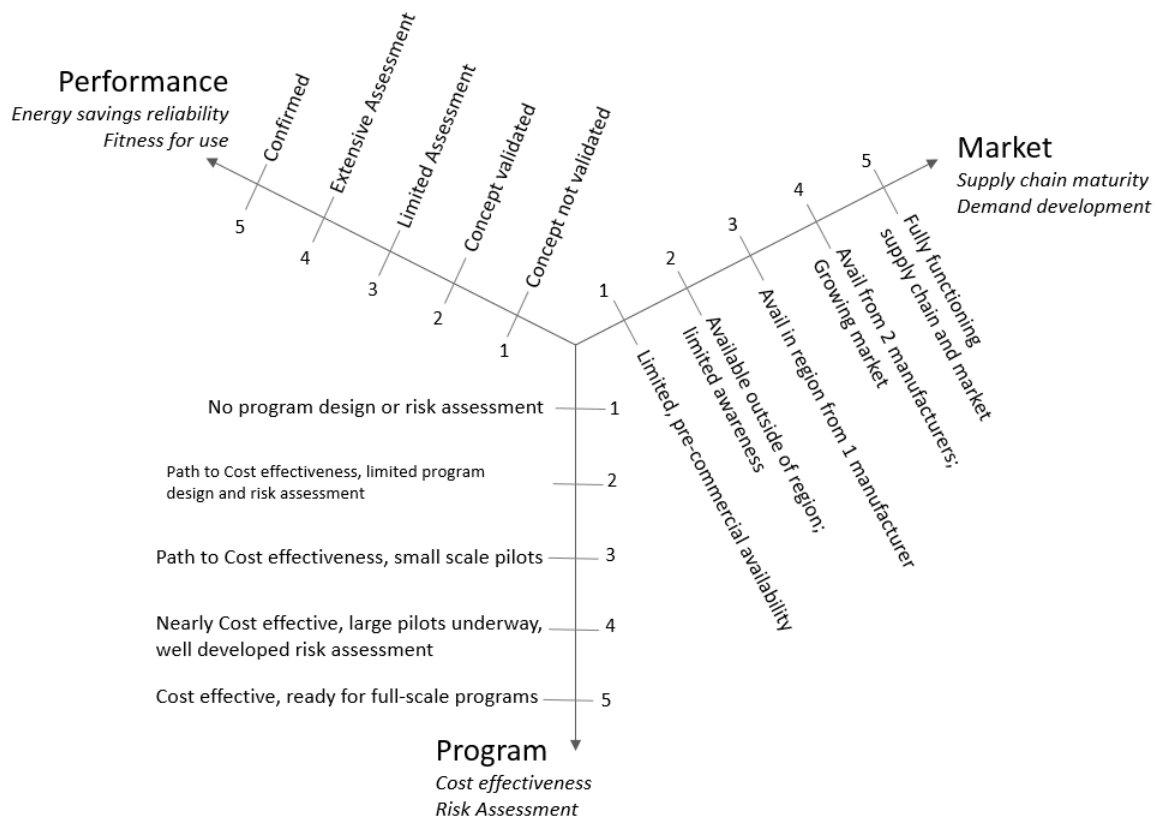 Performance
Energy savings reliability
Fitness for use
Confirmed
Extensive Assessment
Limited Assessment
Concept validated
Concept not validated
5
4
3
2
1
Market
Supply chain maturity
Demand development
1
2
3
4
5
Limited, pre-commercial availability
Available outside of region;
limited awareness
Avail in region from 1 manufacturer
Avail from 2 manufacturers;
Growing market
Fully functioning
supply chain and market
No program design or risk assessment
1
Path to Cost effectiveness, limited program
design and risk assessment
2
Path to Cost effectiveness, small scale pilots
3
Nearly Cost effective, large pilots underway,
well developed risk assessment
4
Cost effective, ready for full-scale programs
5
Program
Cost effectiveness
Risk Assessment